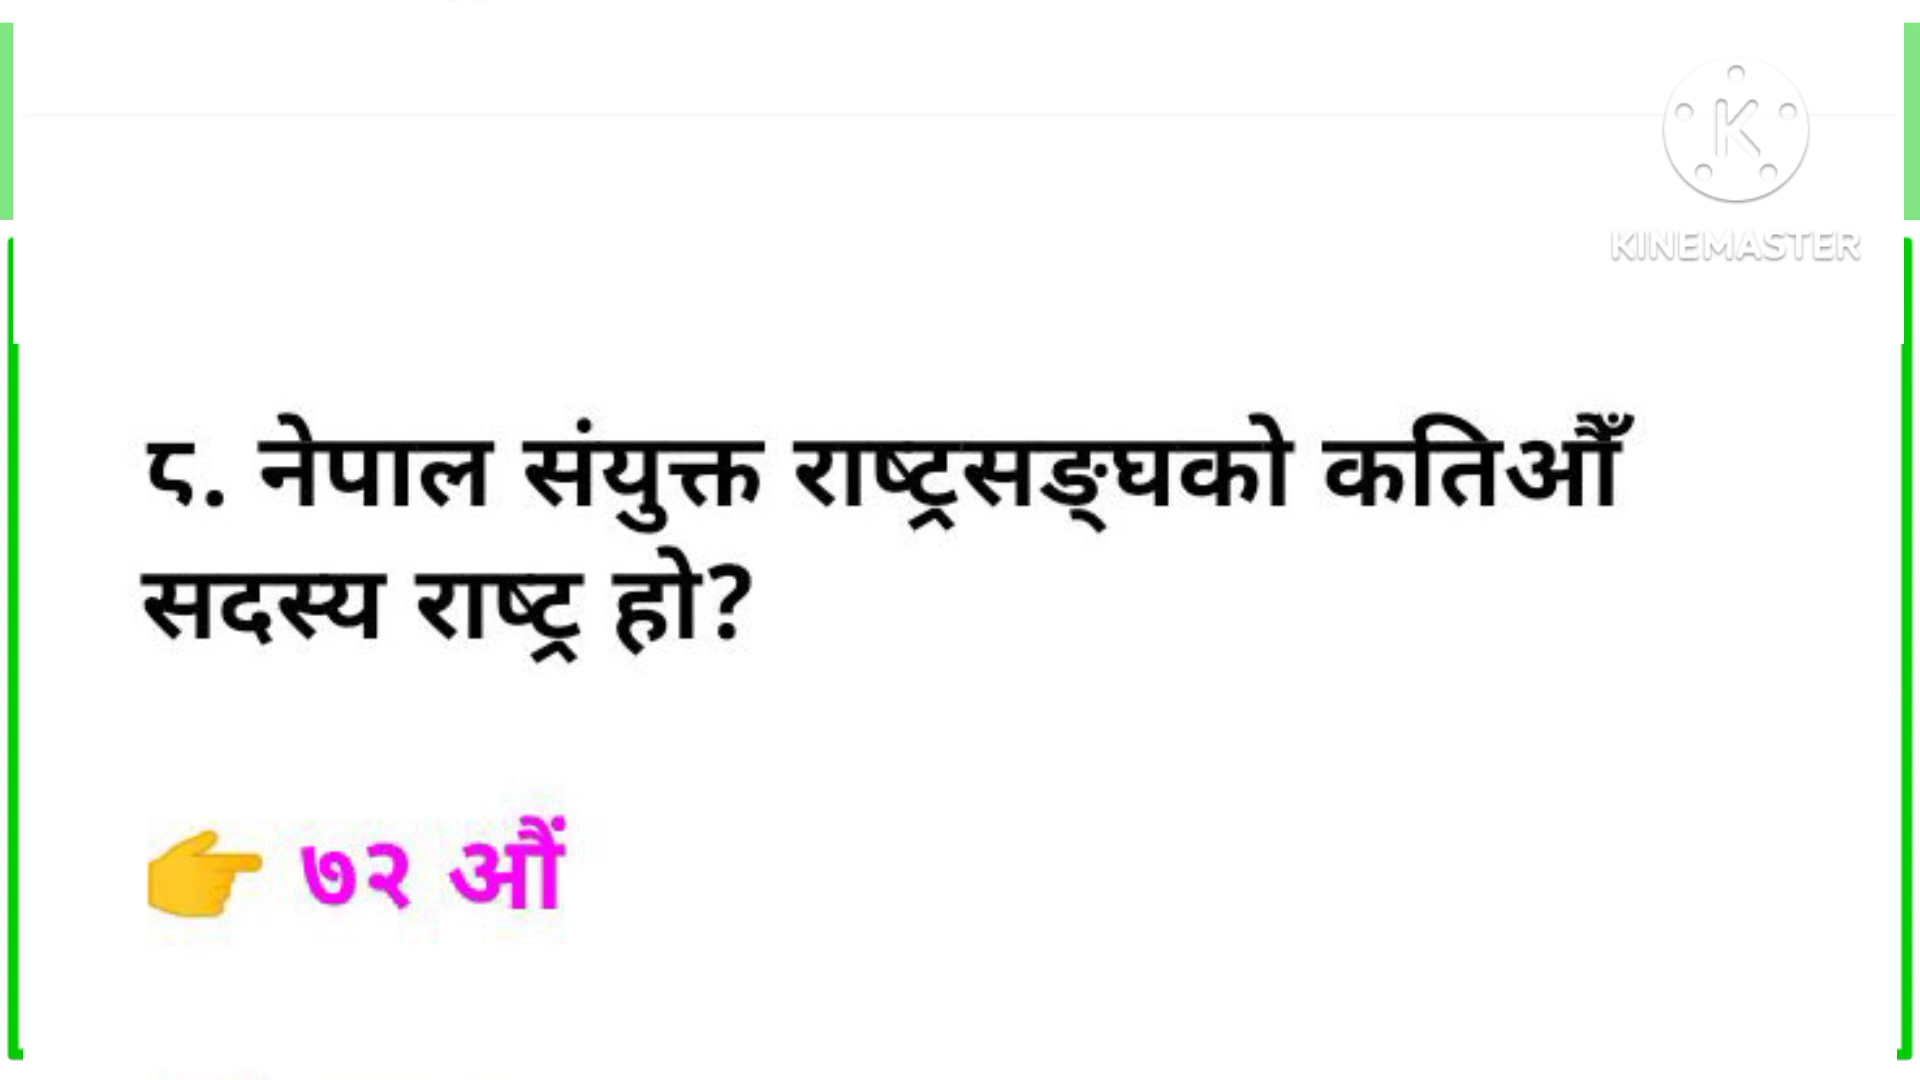 KINEMASTER
८. नेपाल संयुक्त राष्ट्रसङ्घको कतिऔँ
सदस्य राष्ट्र हो?
👉 ७२ औं